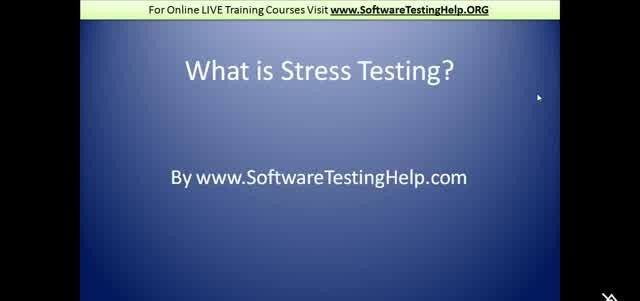 For Online LIVE Training Courses Visit www.SoftwareTestingHelp.ORG
What is Stress Testing?
By www.SoftwareTestingHelp.com